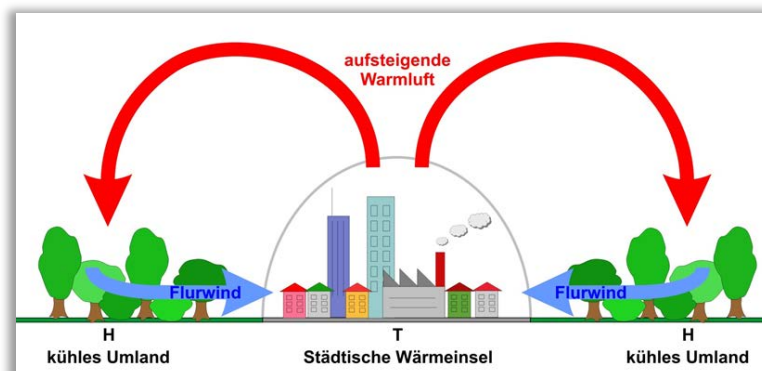 aufsteigende
Warmluft
Flurwind
Flurwind
H
T
H
kühles Umland
Städtische Wärmeinsel
kühles Umland